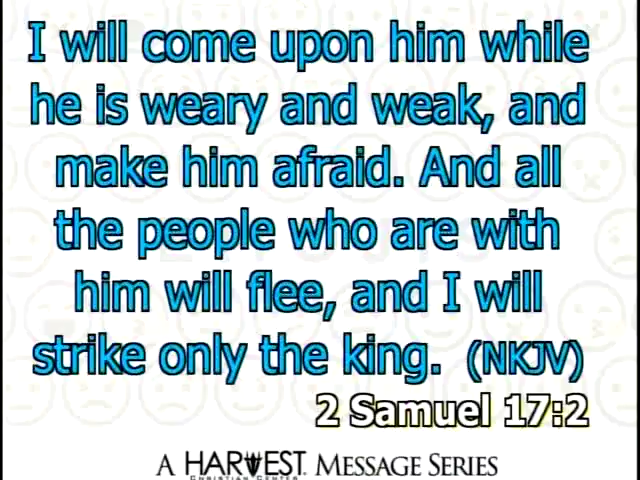 I will come upon him while
he is weary and weak, and
make him afraid. And all
the people who are with
him will flee, and I will
strike only the king. (NKJV)
2 Samuel 17:2
A HARVEST MESSAGE SERIES
CHRISTIAN CENTER